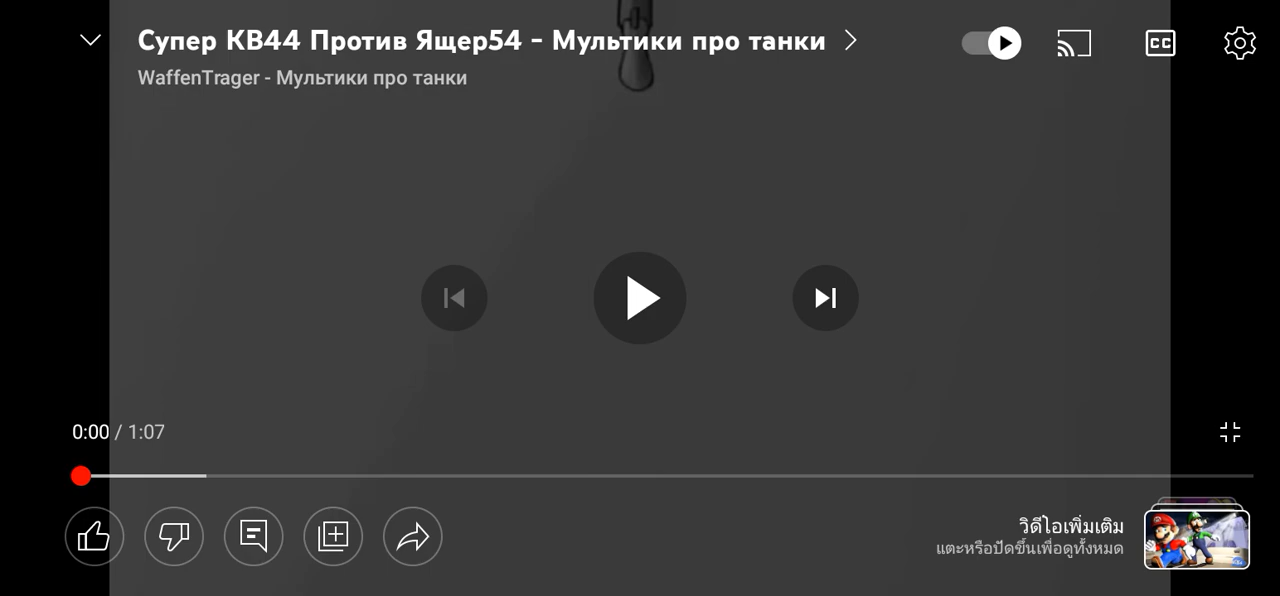 Супер КВ44 Против Ящер54 - Мультики про танки
WaffenTrager - Мультики про танки
CC
0:00 / 1:07
วิดีโอเพิ่มเติม
แตะหรือปัดขึ้นเพื่อดูทั้งหมด